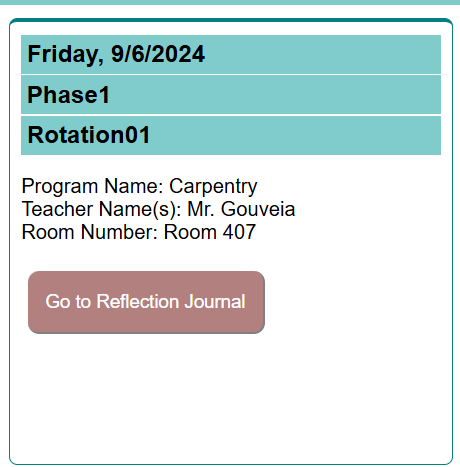 Friday, 9/6/2024
Phase1
Rotation01
Program Name: Carpentry
Teacher Name(s): Mr. Gouveia
Room Number: Room 407
Go to Reflection Journal